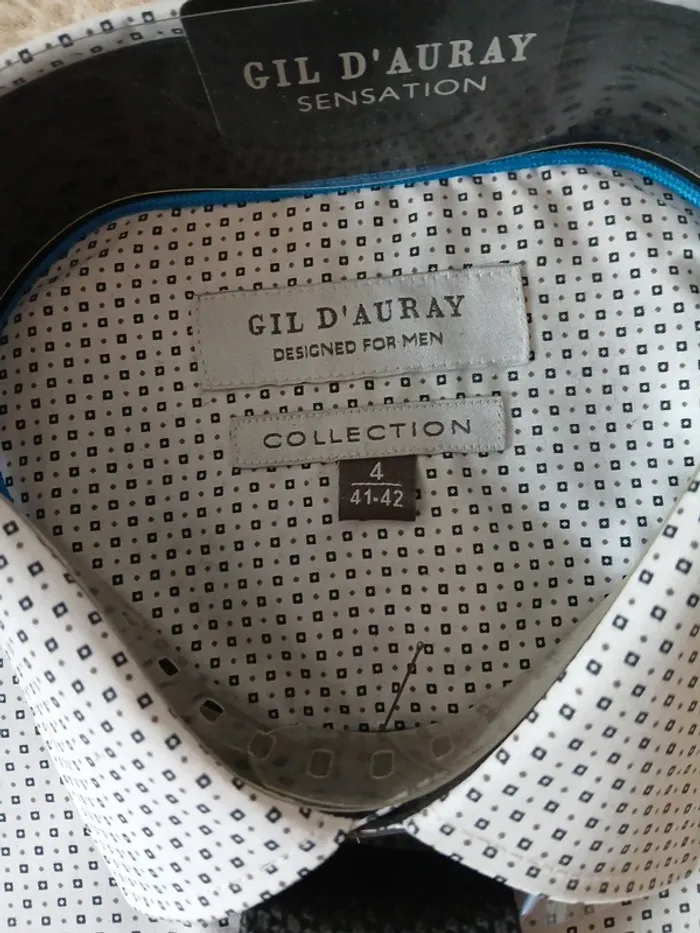 GIL D'AURAY
SENSATION
GIL D'AURAY
DESIGNED FOR MEN
COLLECTION
4
41-42